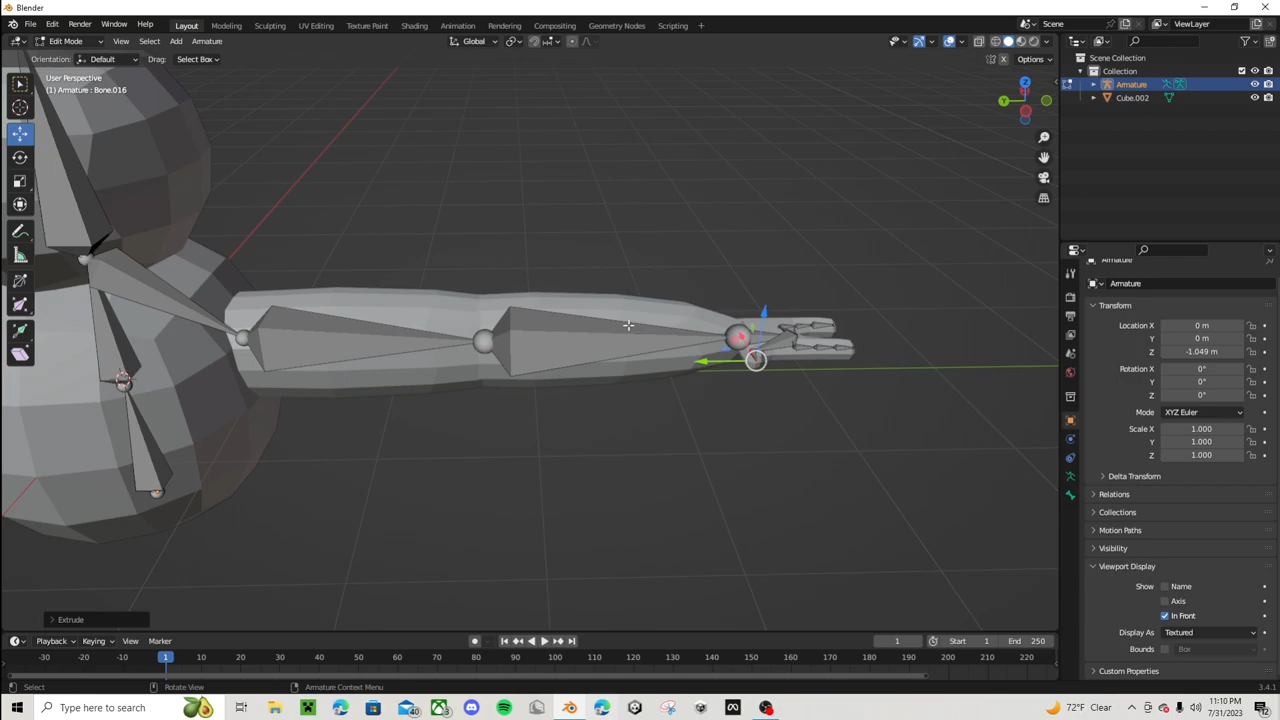 Blender
File Edit Render Window Help Layout Modeling Sculpting UV Editing Texture Paint Shading Animation Rendering Compositing Geometry Nodes Scripting + Scene ViewLayer
Edit Mode View Select Add Armature Global
Orientation: Default Drag: Select Box X Options
User Perspective
(1) Armature : Bone.016
Z
Y
Scene Collection
Collection
Armature
Cube.002
Armature
Armature
Transform
Location X 0 m
Y 0 m
Z -1.049 m
Rotation X 0°
Y 0°
Z 0°
Mode XYZ Euler
Scale X 1.000
Y 1.000
Z 1.000
Delta Transform
Relations
Collections
Motion Paths
Visibility
Viewport Display
Show Name
Axis
In Front
Display As Textured
Bounds Box
Custom Properties
Extrude
Playback Keying View Marker 1 Start 1 End 250
-30 -20 -10 1 10 20 30 40 50 60 70 80 90 100 110 120 130 140 150 160 170 180 190 200 210 220
Select Rotate View Armature Context Menu 3.4.1
Type here to search 40 3 72°F Clear 11:10 PM
7/31/2023 12